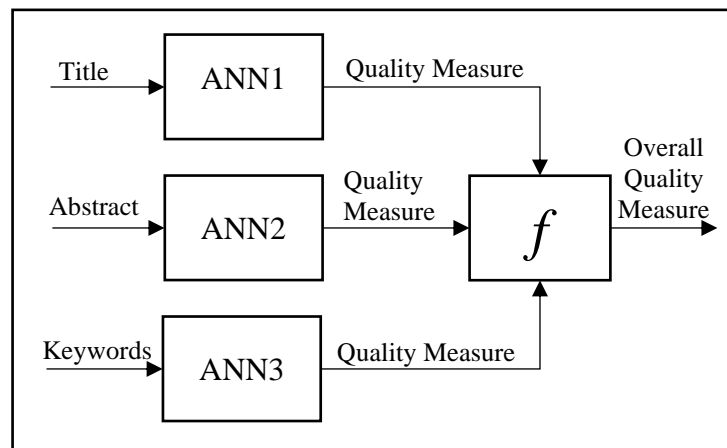 Title
ANN1
Quality Measure
Abstract
ANN2
Quality
Measure
f
Overall
Quality
Measure
Keywords
ANN3
Quality Measure